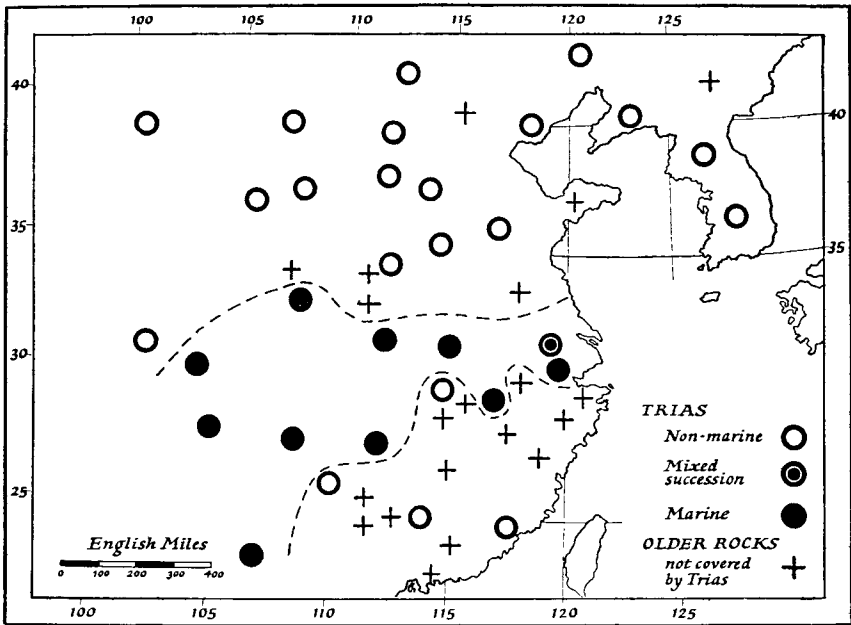 100 105 110 115 120 125
40 40
35 35
30
25
TRIAS
Non-marine
Mixed
succession
Marine
OLDER ROCKS
not covered
by Trias
English Miles
0 100 200 300 400
100 105 110 115 120 125